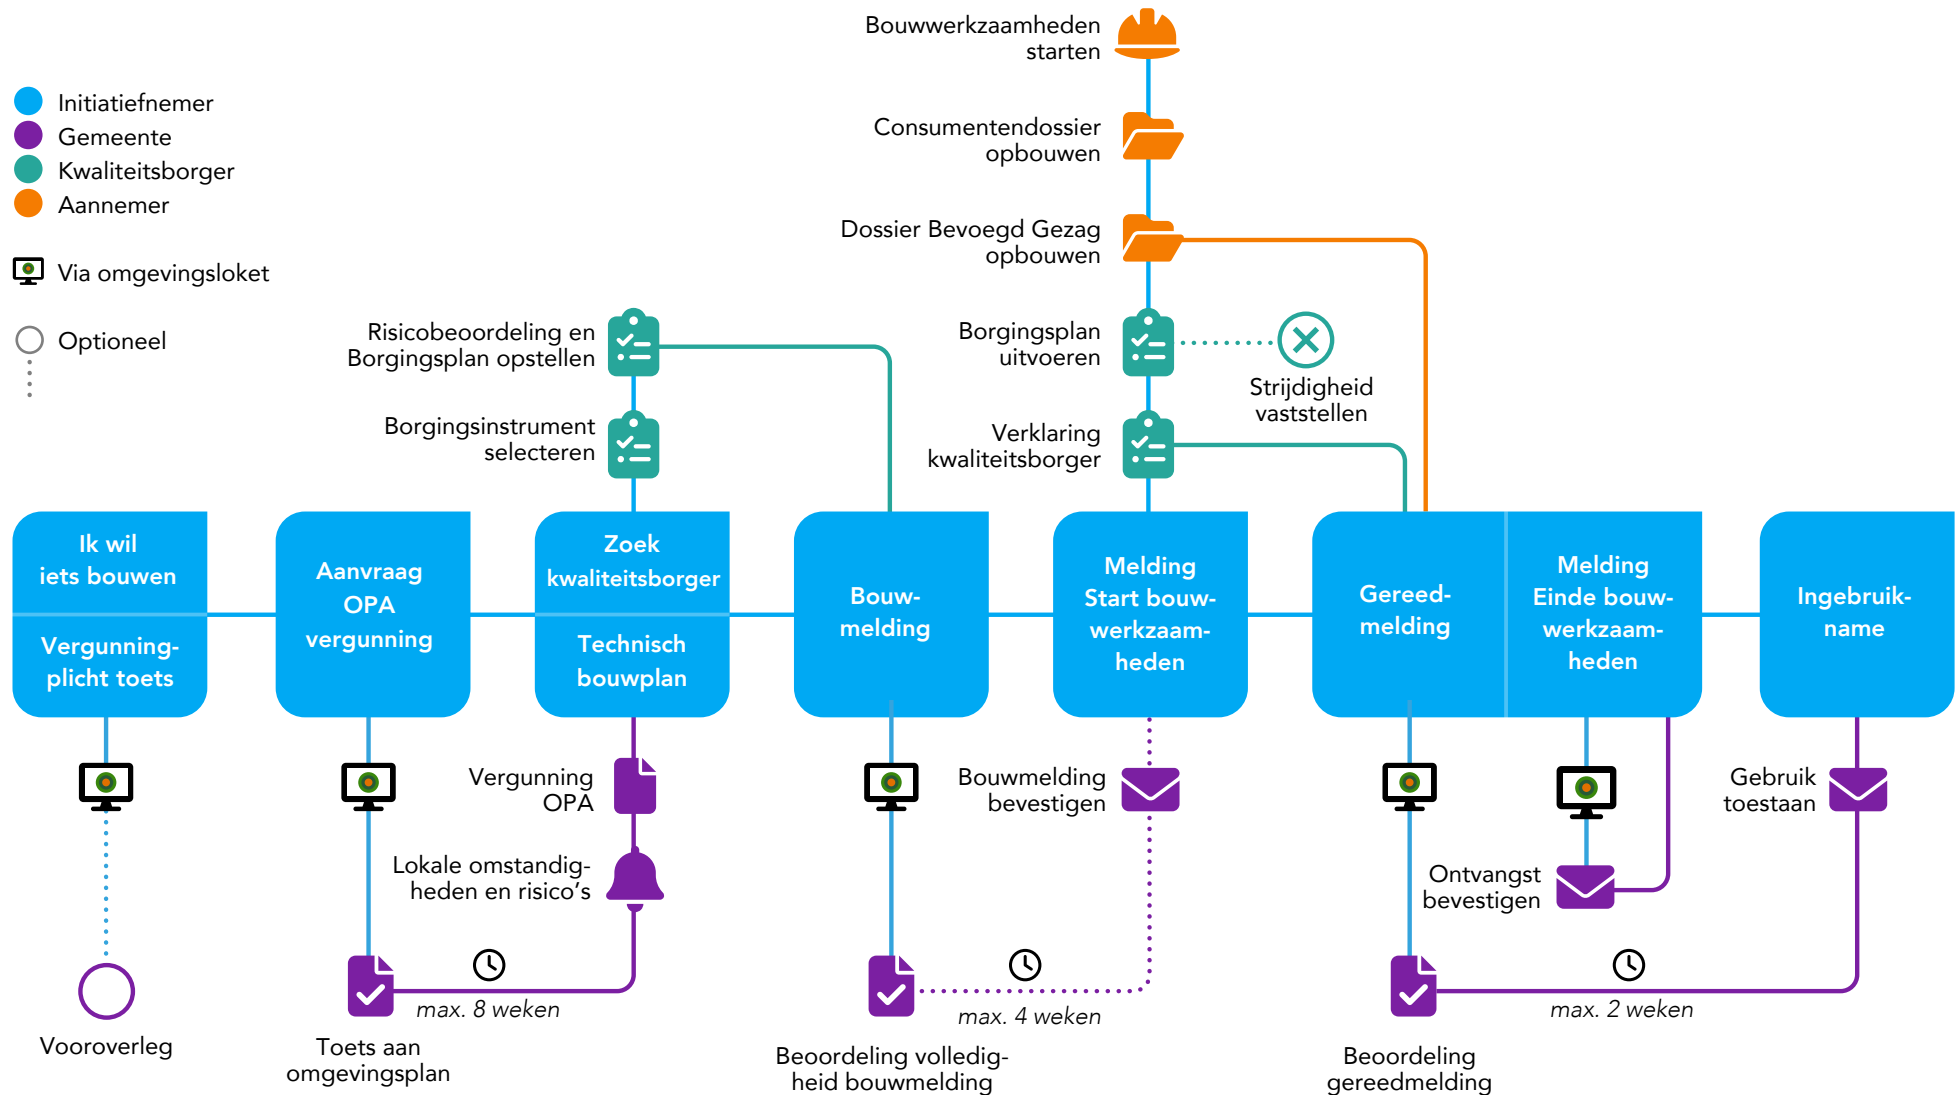 Bouwwerkzaamheden
starten
Initiatiefnemer
Gemeente
Kwaliteitsborger
Aannemer
Via omgevingsloket
Optioneel
Consumentendossier
opbouwen
Dossier Bevoegd Gezag
opbouwen
Risicobeoordeling en
Borgingsplan opstellen
Borgingsplan
uitvoeren
Strijdigheid
vaststellen
Borgingsinstrument
selecteren
Verklaring
kwaliteitsborger
Ik wil
iets bouwen
Vergunning-
plicht toets
Aanvraag
OPA
vergunning
Zoek
kwaliteitsborger
Technisch
bouwplan
Bouw-
melding
Melding
Start bouw-
werkzaam-
heden
Gereed-
melding
Melding
Einde bouw-
werkzaam-
heden
Ingebruik-
name
Vergunning
OPA
Lokale omstandig-
heden en risico's
Bouwmelding
bevestigen
Ontvangst
bevestigen
Gebruik
toestaan
max. 8 weken
max. 4 weken
max. 2 weken
Vooroverleg
Toets aan
omgevingsplan
Beoordeling volledig-
heid bouwmelding
Beoordeling
gereedmelding